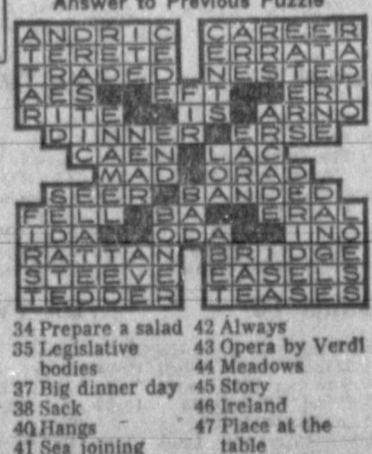 Answer to Previous Puzzle
ANDRIC CAREER
TERETE ERRATA
TRADED NESTED
AES EFT ERI
RITE IS ARNO
DINNER ERSE
CAEN LAC
MAD ORAD
SEER BANDED
FELL BA ERAL
IDA ODA INO
RATTAN BRIDGE
STEEVE EASELS
TEDDER TEASES
34 Prepare a salad
35 Legislative
bodies
37 Big dinner day
38 Sack
40 Hangs
41 Sea joining
42 Always
43 Opera by Verdi
44 Meadows
45 Story
46 Ireland
47 Place at the
table